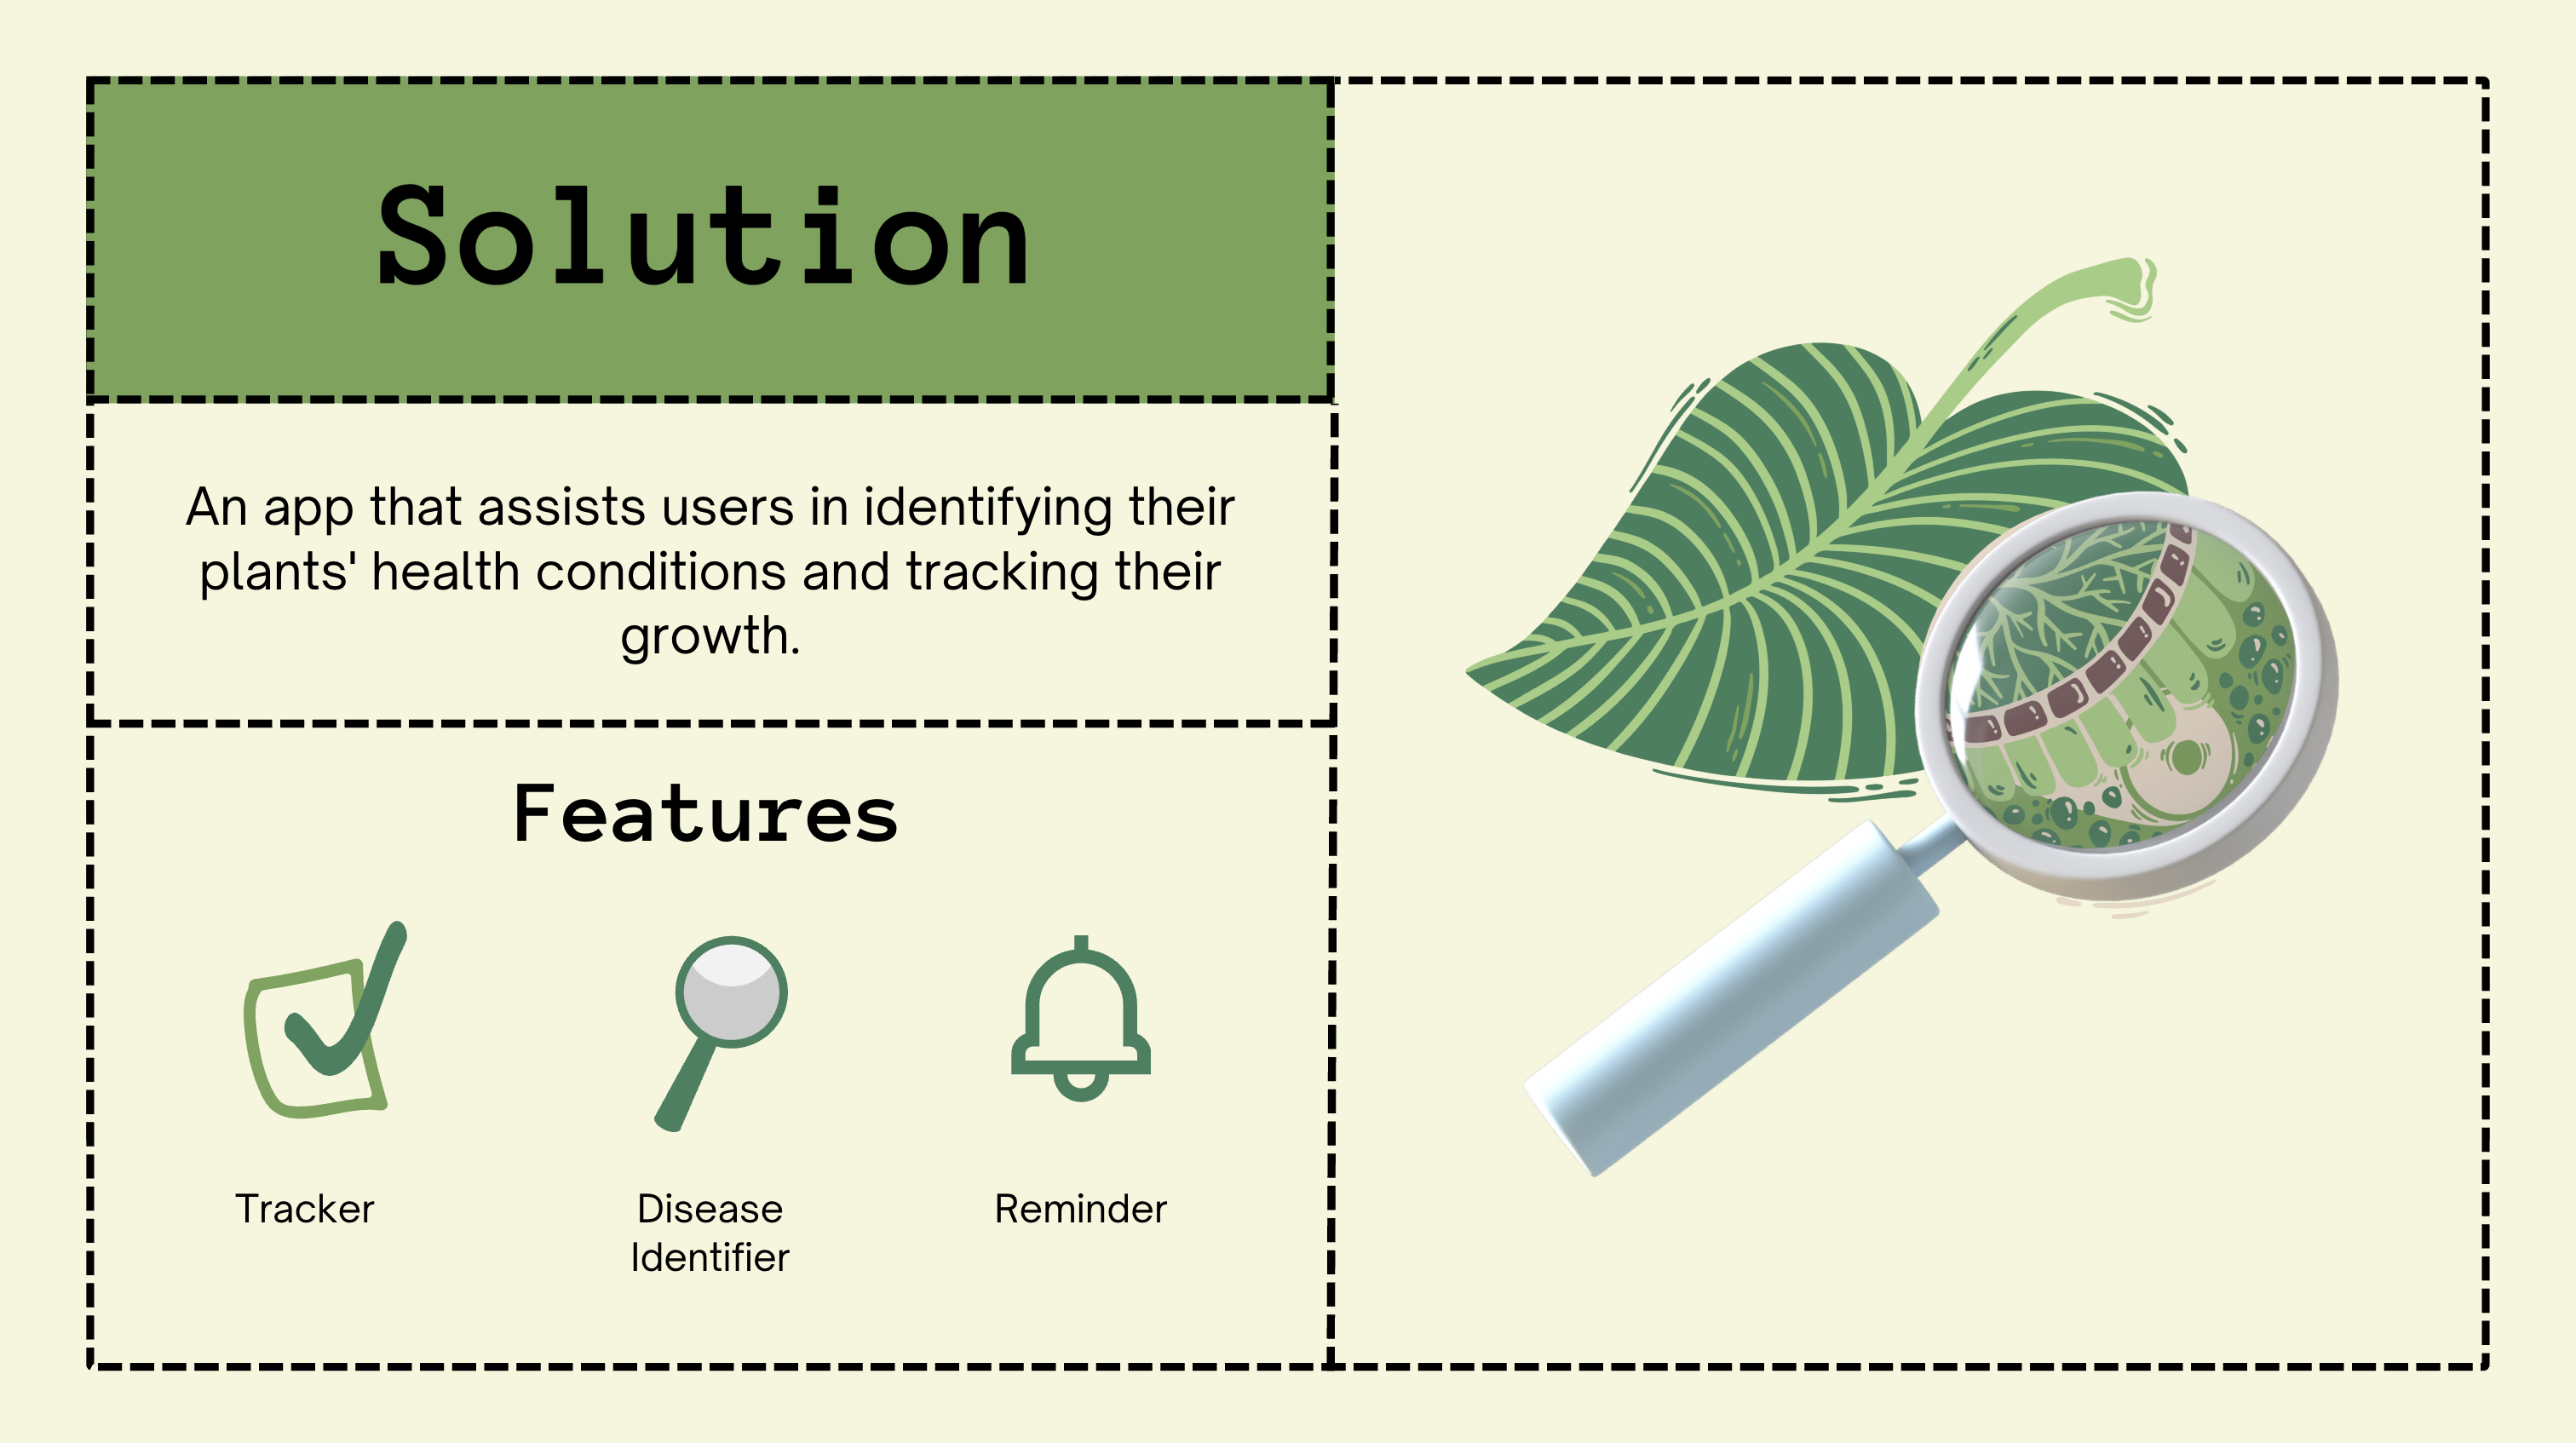 Solution
An app that assists users in identifying their
plants' health conditions and tracking their
growth.
Features
Tracker
Disease
Identifier
Reminder